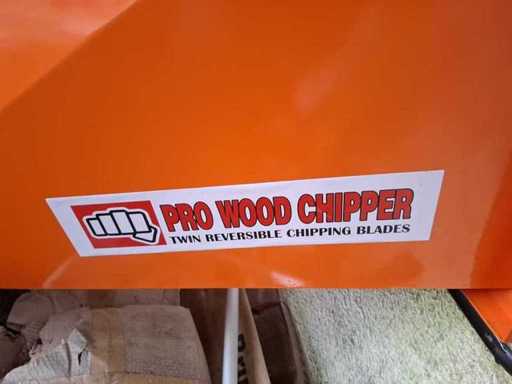 PRO WOOD CHIPPER
TWIN REVERSIBLE CHIPPING BLADES